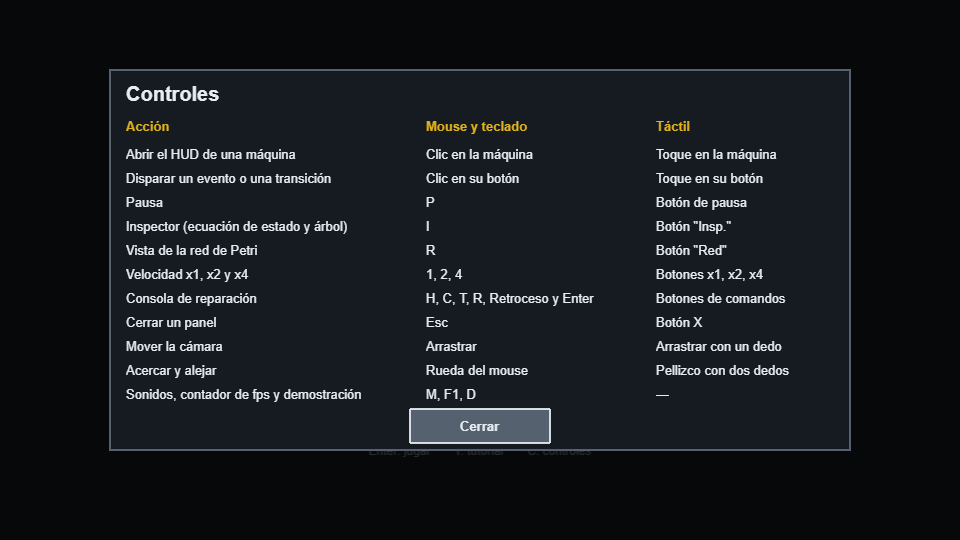 Controles
Acción Mouse y teclado Táctil
Abrir el HUD de una máquina Clic en la máquina Toque en la máquina
Disparar un evento o una transición Clic en su botón Toque en su botón
Pausa P Botón de pausa
Inspector (ecuación de estado y árbol) I Botón "Insp."
Vista de la red de Petri R Botón "Red"
Velocidad x1, x2 y x4 1, 2, 4 Botones x1, x2, x4
Consola de reparación H, C, T, R, Retroceso y Enter Botones de comandos
Cerrar un panel Esc Botón X
Mover la cámara Arrastrar Arrastrar con un dedo
Acercar y alejar Rueda del mouse Pellizco con dos dedos
Sonidos, contador de fps y demostración M, F1, D —
Cerrar
Enter: jugar T: tutorial C: controles